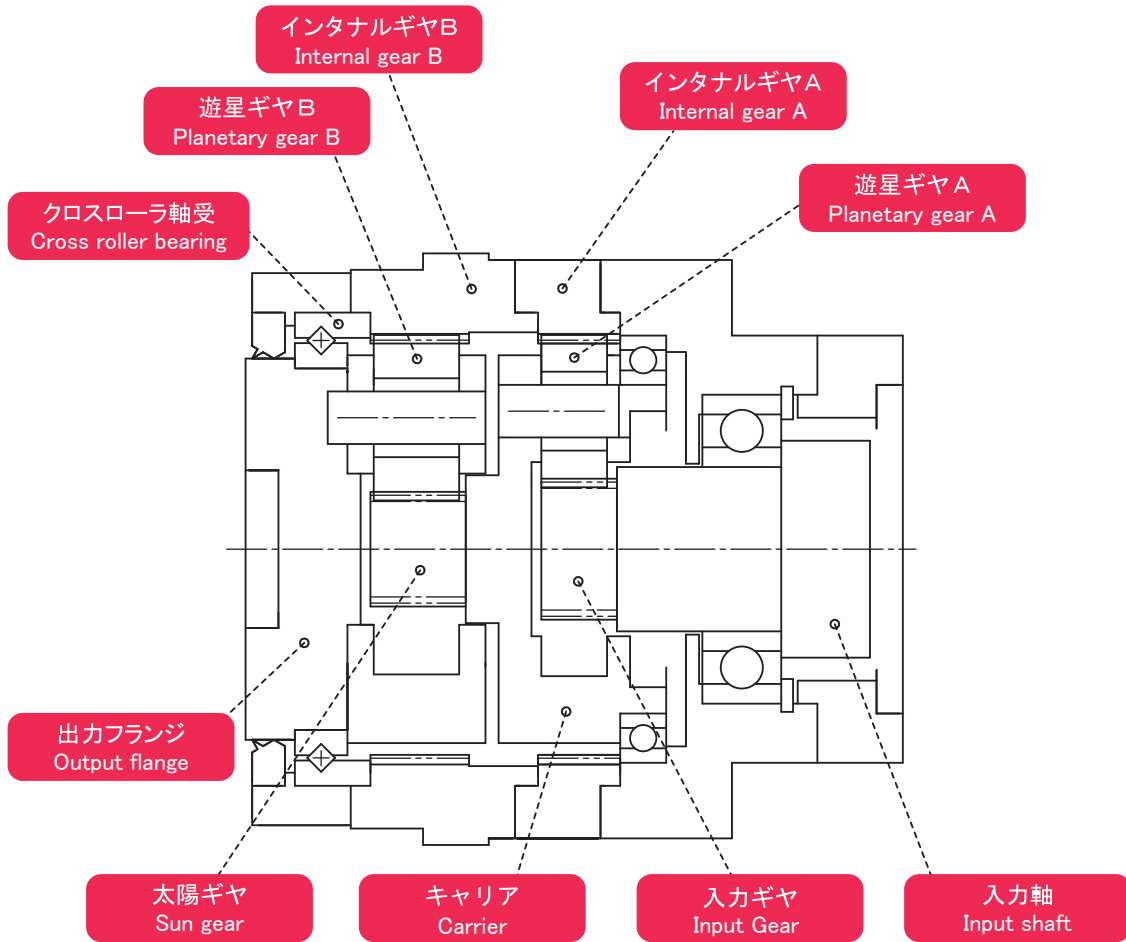 インタナルギヤB
Internal gear B
インタナルギヤA
Internal gear A
遊星ギヤB
Planetary gear B
遊星ギヤA
Planetary gear A
クロスローラ軸受
Cross roller bearing
出力フランジ
Output flange
太陽ギヤ
Sun gear
キャリア
Carrier
入力ギヤ
Input Gear
入力軸
Input shaft